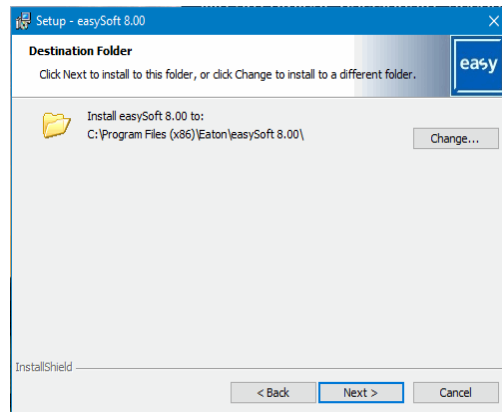 Setup - easySoft 8.00
Destination Folder
Click Next to install to this folder, or click Change to install to a different folder.
easy
Install easySoft 8.00 to:
C:\Program Files (x86)\Eaton\easySoft 8.00\
Change...
InstallShield
< Back
Next >
Cancel